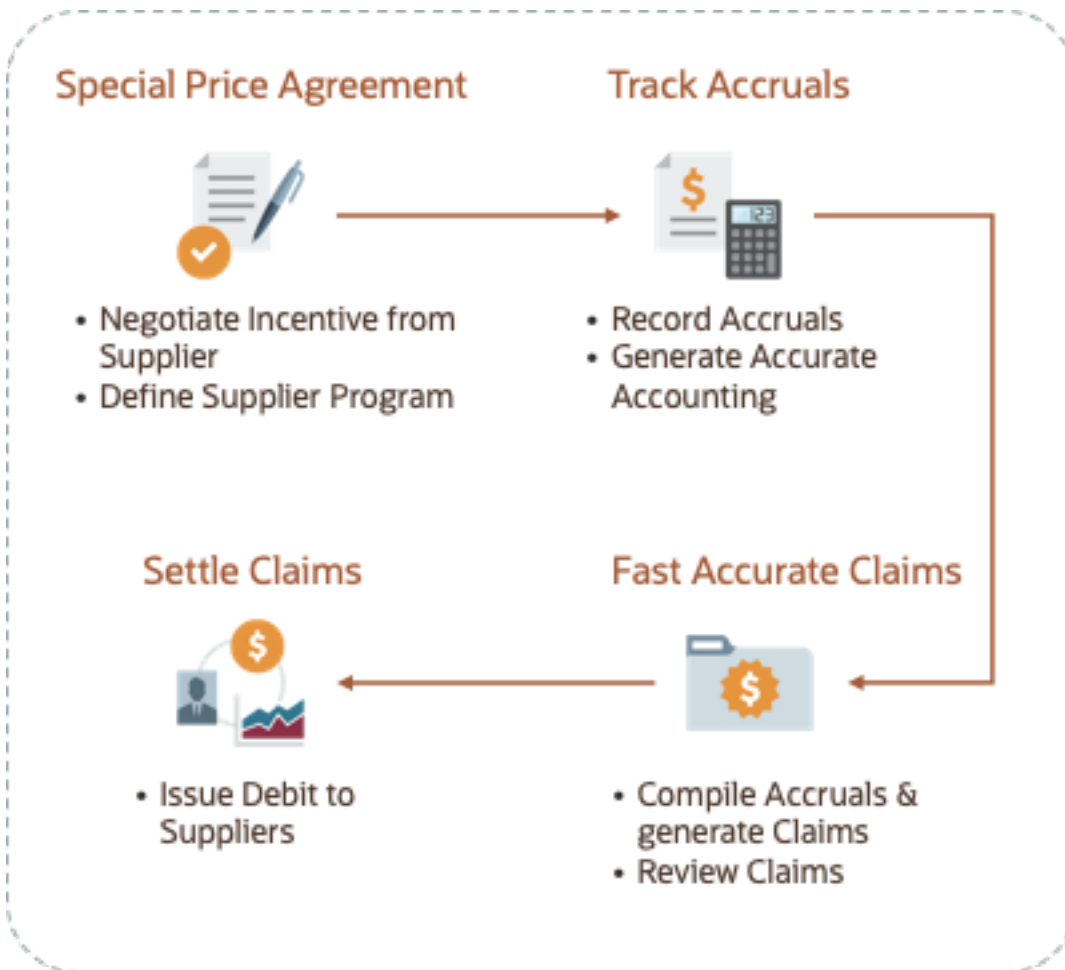 Special Price Agreement
• Negotiate Incentive from
Supplier
• Define Supplier Program
Track Accruals
$
123
• Record Accruals
• Generate Accurate
Accounting
Fast Accurate Claims
$
• Compile Accruals &
generate Claims
• Review Claims
Settle Claims
$
• Issue Debit to
Suppliers